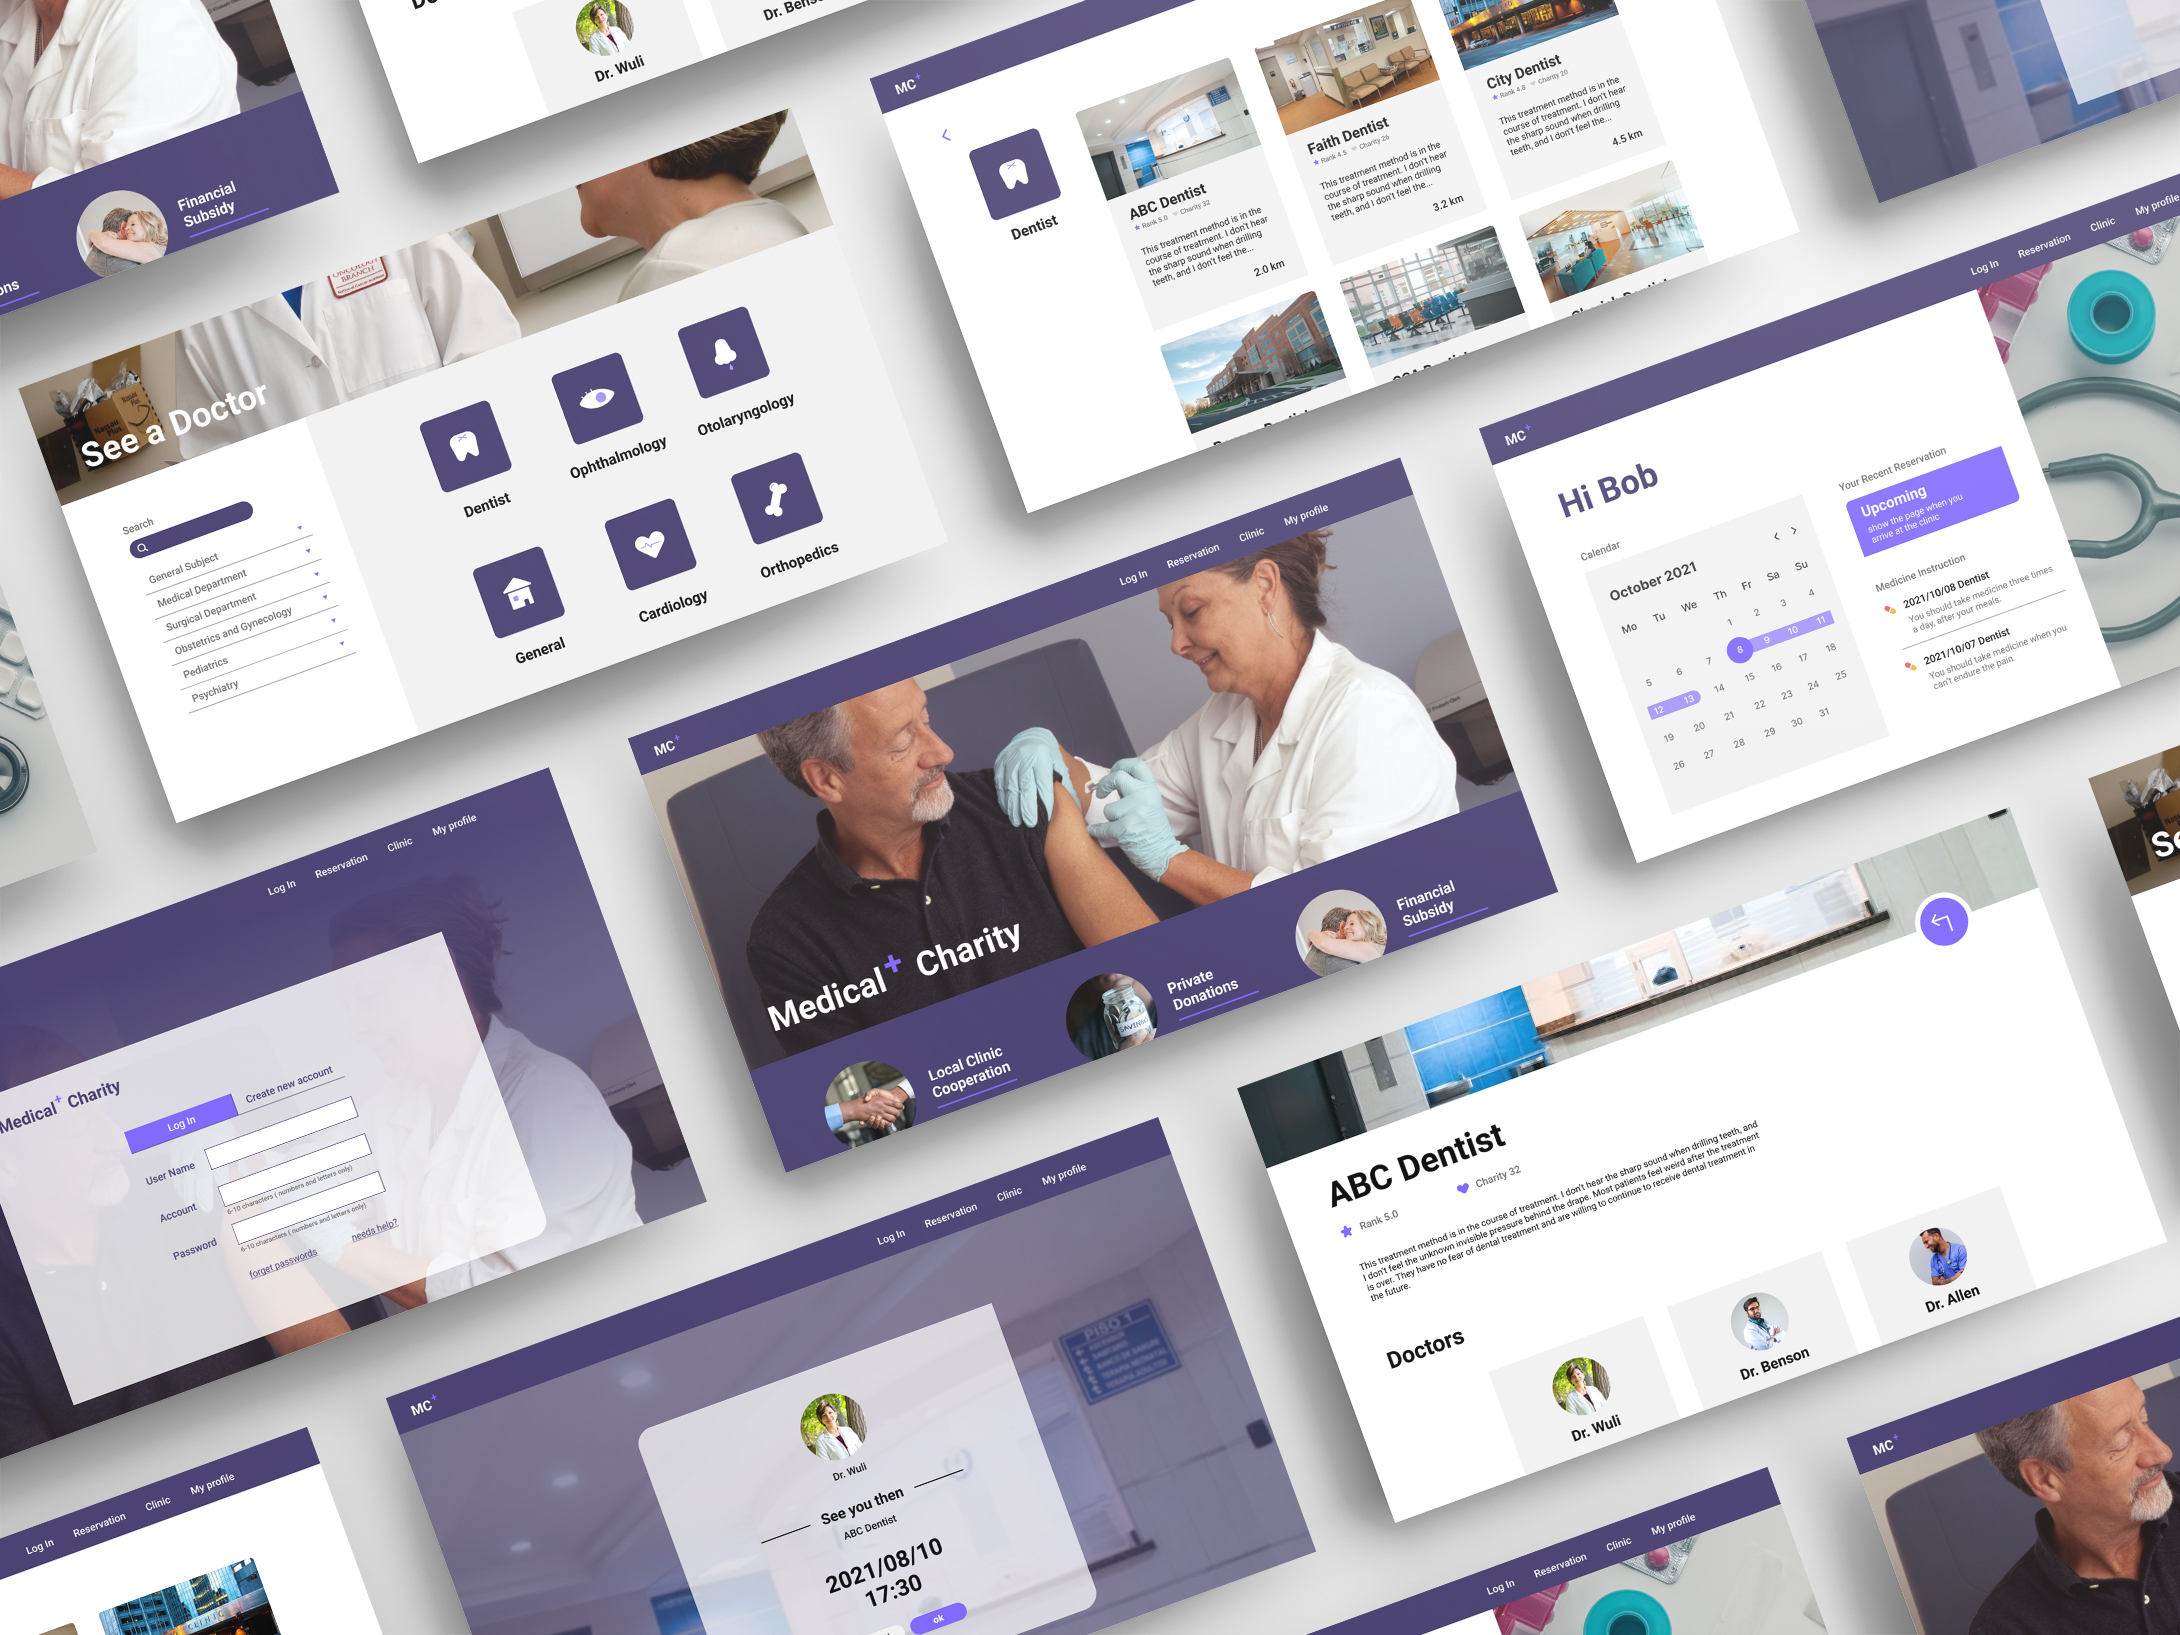 Financial
Subsidy
ons
Dr. Wuli
Dr. Bens
See a Doctor
ONCOLOGY
BRANCH
Search
General Subject
Medical Department
Surgical Department
Obstetrics and Gynecology
Pediatrics
Psychiatry
Dentist
Ophthalmology
Otolaryngology
General
Cardiology
Orthopedics
MC+
Dentist
ABC Dentist
Rank 5.0 Charity 32
This treatment method is in the
course of treatment. I don't hear
the sharp sound when drilling
teeth, and I don't feel the...
2.0 km
Faith Dentist
Rank 4.5 Charity 26
This treatment method is in the
course of treatment. I don't hear
the sharp sound when drilling
teeth, and I don't feel the...
3.2 km
City Dentist
Rank 4.8 Charity 20
This treatment method is in the
course of treatment. I don't hear
the sharp sound when drilling
teeth, and I don't feel the...
4.5 km
MC+
Log In Reservation Clinic My profile
Hi Bob
Calendar
October 2021
Mo Tu We Th Fr Sa Su
1 2 3 4
5 6 7 8 9 10 11
12 13 14 15 16 17 18
19 20 21 22 23 24 25
26 27 28 29 30 31
Your Recent Reservation
Upcoming
show the page when you
arrive at the clinic
Medicine Instruction
2021/10/08 Dentist
You should take medicine three times
a day, after your meals.
2021/10/07 Dentist
You should take medicine when you
can't endure the pain.
MC+
Log In Reservation Clinic My profile
Medical+ Charity
Local Clinic
Cooperation
Private
Donations
SAVINGS
Financial
Subsidy
Log In Reservation Clinic My profile
Medical+ Charity
Log In
Create new account
User Name
Account
6-10 characters ( numbers and letters only)
Password
6-10 characters ( numbers and letters only)
forget passwords
needs help?
ABC Dentist
Rank 5.0
Charity 32
This treatment method is in the course of treatment. I don't hear the sharp sound when drilling teeth, and
I don't feel the unknown invisible pressure behind the drape. Most patients feel weird after the treatment
is over. They have no fear of dental treatment and are willing to continue to receive dental treatment in
the future.
Doctors
Dr. Wuli
Dr. Benson
Dr. Allen
MC+
Log In Reservation Clinic My profile
PISO 1
Dr. Wuli
See you then
ABC Dentist
2021/08/10
17:30
ok
Log In Reservation Clinic My profile
CLINIC
Log In Reservation Clinic My profile
MC+